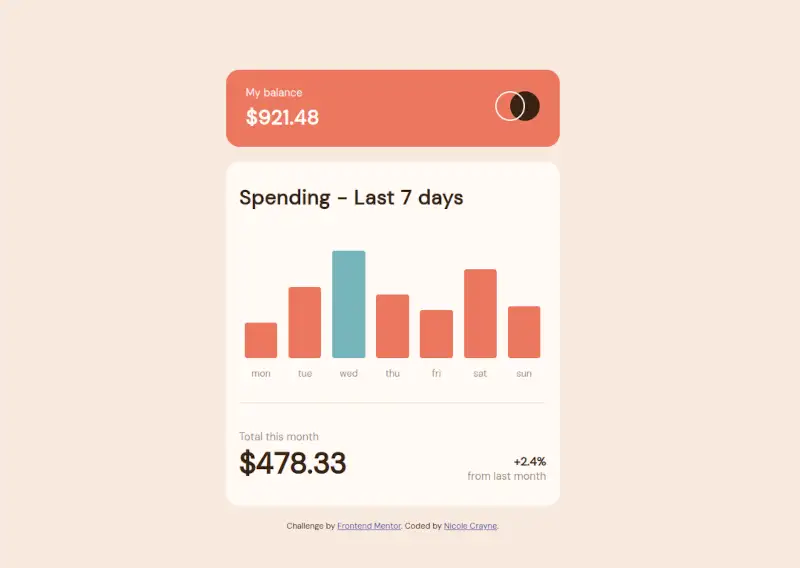 My balance
$921.48
Spending - Last 7 days
mon tue wed thu fri sat sun
Total this month
$478.33
+2.4%
from last month
Challenge by Frontend Mentor. Coded by Nicole Crayne.